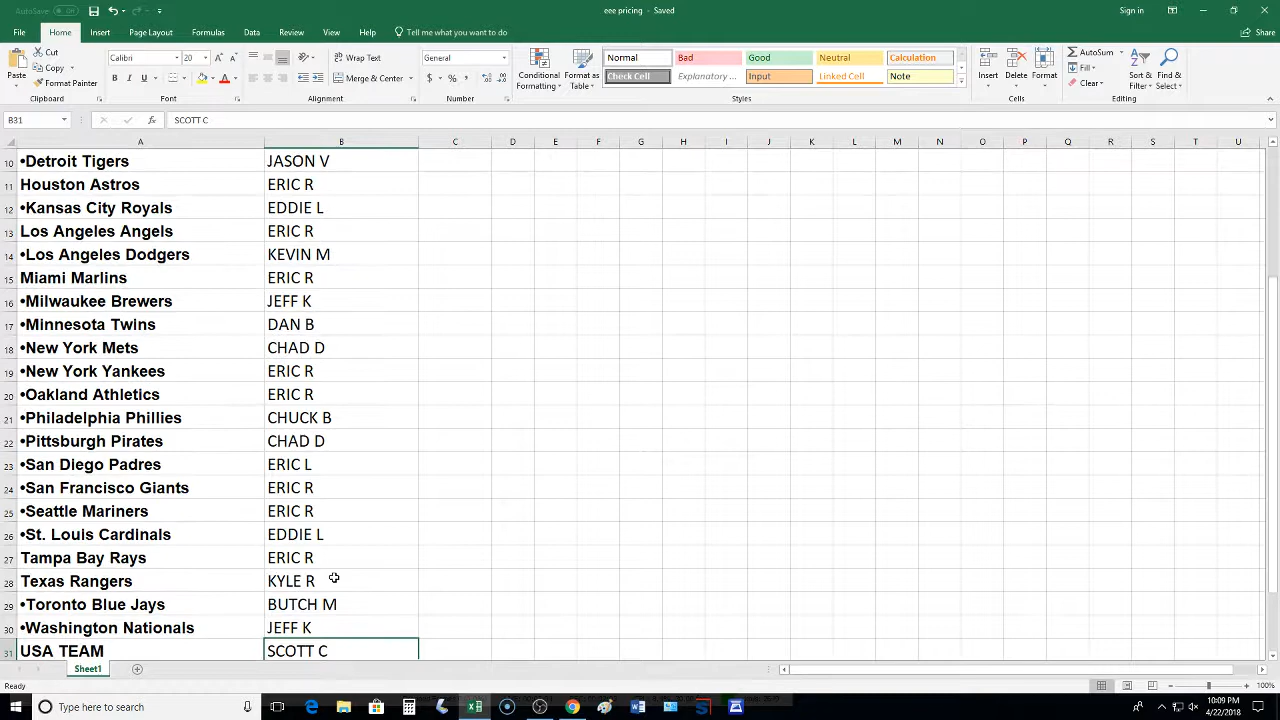 AutoSave Off
eee pricing - Saved
Sign in
File Home Insert Page Layout Formulas Data Review View Help Tell me what you want to do Share
Paste Cut Copy Format Painter Clipboard
Calibri 20 Font
Wrap Text Merge & Center Alignment
General Number
Conditional Formatting Format as Table
Normal Bad Good Neutral Calculation
Check Cell Explanatory ... Input Linked Cell Note
Styles
Insert Delete Format Cells
AutoSum Fill Clear Sort & Filter Find & Select Editing
B31 SCOTT C
A B C D E F G H I J K L M N O P Q R S T U
10 •Detroit Tigers JASON V
11 Houston Astros ERIC R
12 •Kansas City Royals EDDIE L
13 Los Angeles Angels ERIC R
14 •Los Angeles Dodgers KEVIN M
15 Miami Marlins ERIC R
16 •Milwaukee Brewers JEFF K
17 •Minnesota Twins DAN B
18 •New York Mets CHAD D
19 •New York Yankees ERIC R
20 •Oakland Athletics ERIC R
21 •Philadelphia Phillies CHUCK B
22 •Pittsburgh Pirates CHAD D
23 •San Diego Padres ERIC L
24 •San Francisco Giants ERIC R
25 •Seattle Mariners ERIC R
26 •St. Louis Cardinals EDDIE L
27 Tampa Bay Rays ERIC R
28 Texas Rangers KYLE R
29 •Toronto Blue Jays BUTCH M
30 •Washington Nationals JEFF K
31 USA TEAM SCOTT C
Sheet1
Ready 100%
Type here to search
10:09 PM
4/22/2018